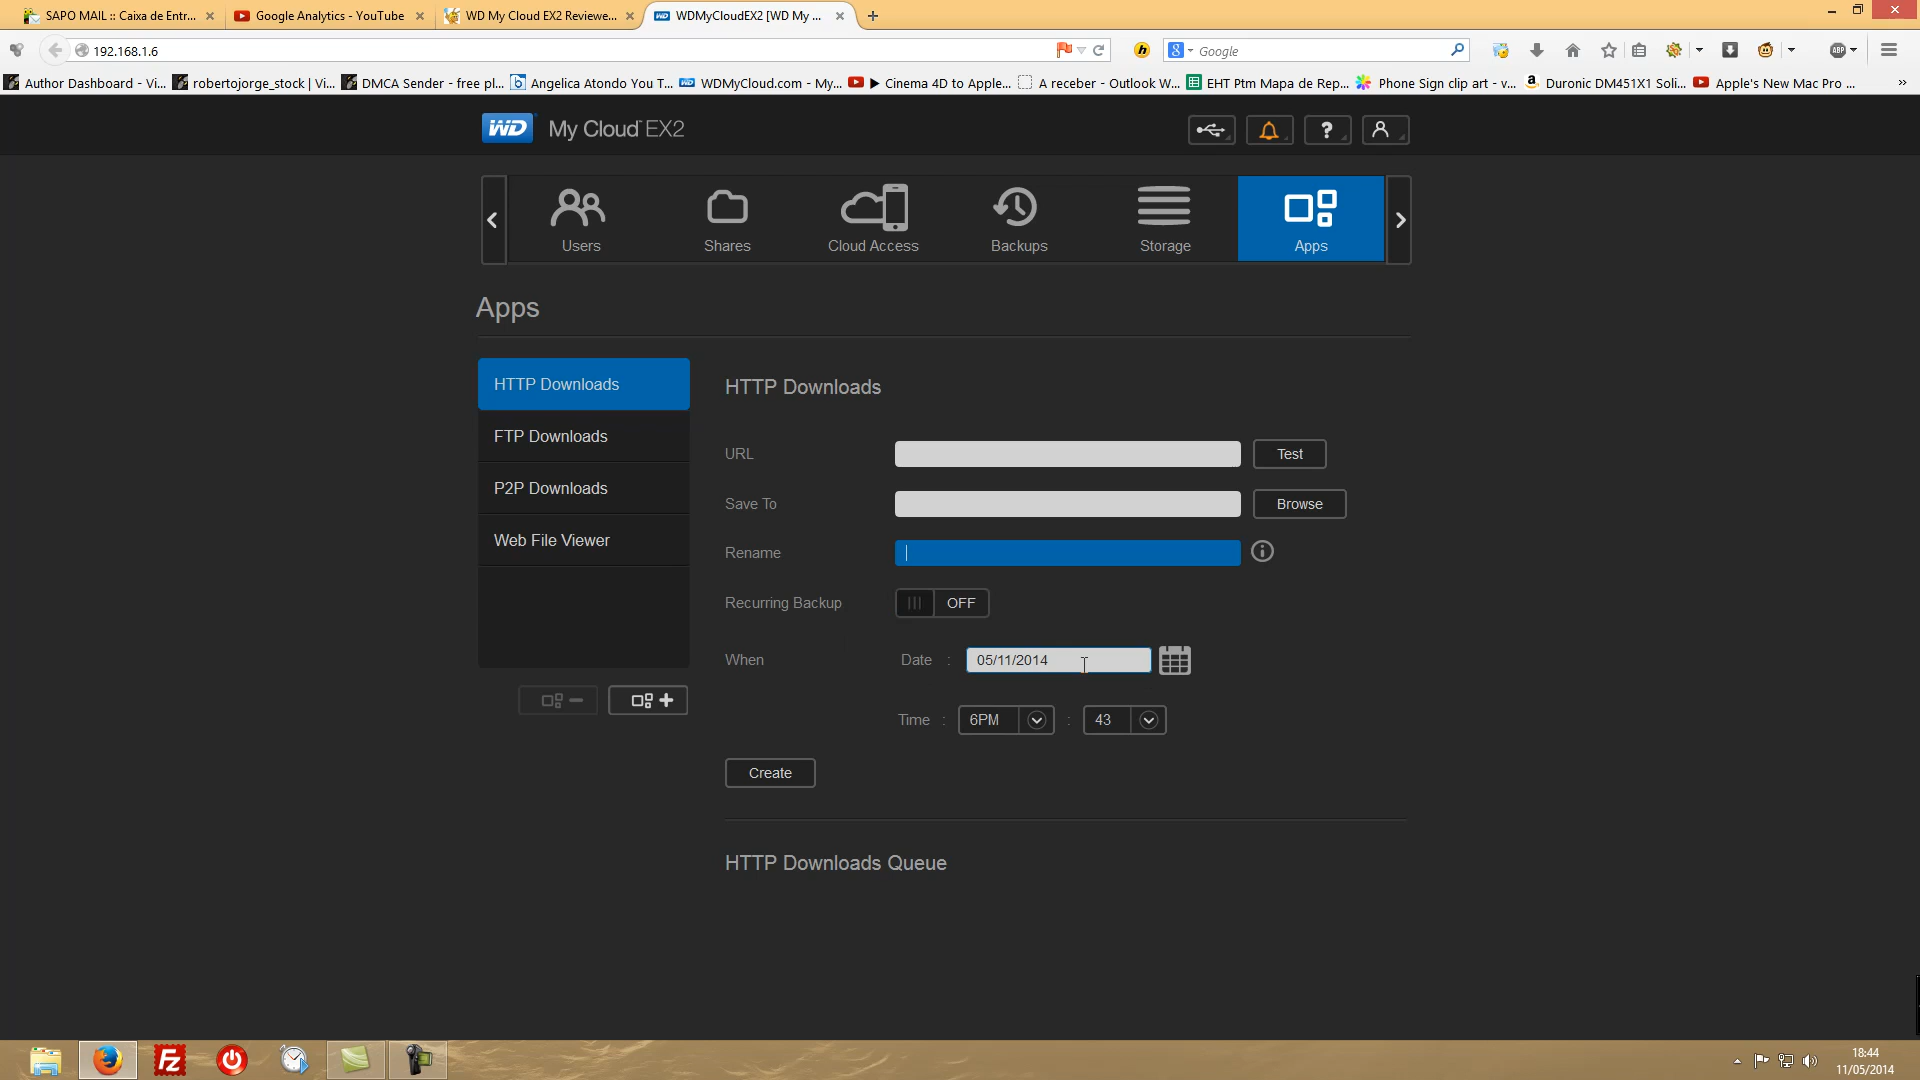 SAPO MAIL :: Caixa de Entr...
Google Analytics - YouTube
WD My Cloud EX2 Reviewe...
WDMyCloudEX2 [WD My ...
192.168.1.6
Google
ABP
Author Dashboard - Vi...
robertojorge_stock | Vi...
DMCA Sender - free pl...
Angelica Atondo You T...
WDMyCloud.com - My...
▶ Cinema 4D to Apple...
A receber - Outlook W...
EHT Ptm Mapa de Rep...
Phone Sign clip art - v...
Duronic DM451X1 Soli...
Apple's New Mac Pro ...
WD My Cloud EX2
Users
Shares
Cloud Access
Backups
Storage
Apps
Apps
HTTP Downloads
FTP Downloads
P2P Downloads
Web File Viewer
HTTP Downloads
URL
Test
Save To
Browse
Rename
Recurring Backup
OFF
When
Date : 05/11/2014
Time : 6PM : 43
Create
HTTP Downloads Queue
18:44
11/05/2014